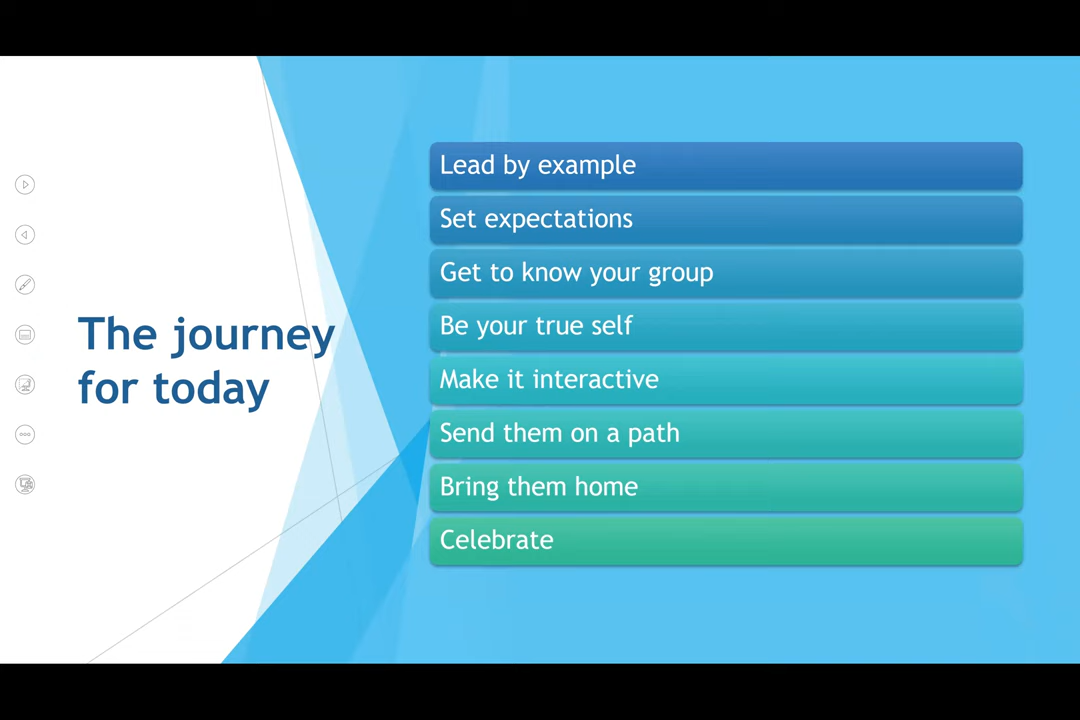 The journey
for today
Lead by example
Set expectations
Get to know your group
Be your true self
Make it interactive
Send them on a path
Bring them home
Celebrate